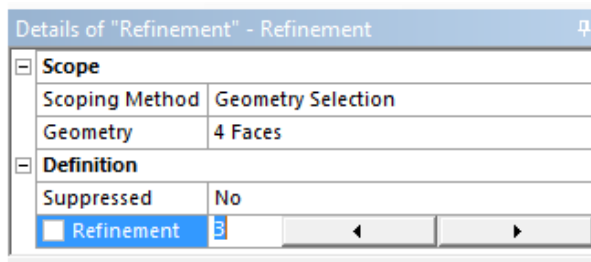 Details of "Refinement" - Refinement
Scope
Scoping Method Geometry Selection
Geometry 4 Faces
Definition
Suppressed No
Refinement 3